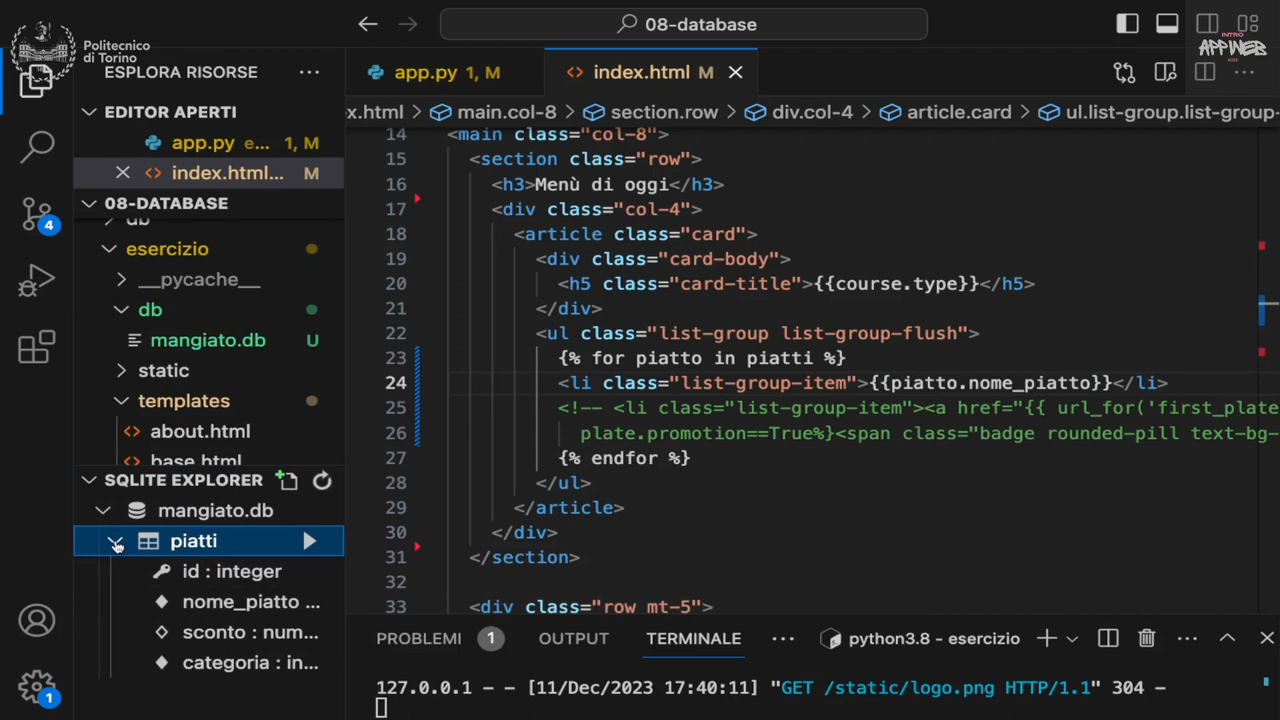 08-database
Politecnico
di Torino
INTRO
APPWEB
ESPLORA RISORSE
app.py 1, M
index.html M
EDITOR APERTI
x.html > main.col-8 > section.row > div.col-4 > article.card > ul.list-group.list-group-
app.py e... 1, M
index.html... M
08-DATABASE
db
esercizio
__pycache__
db
mangiato.db U
static
templates
about.html
base.html
14 <main class="col-8">
15 <section class="row">
16 <h3>Menù di oggi</h3>
17 <div class="col-4">
18 <article class="card">
19 <div class="card-body">
20 <h5 class="card-title">{{course.type}}</h5>
21 </div>
22 <ul class="list-group list-group-flush">
23 {% for piatto in piatti %}
24 <li class="list-group-item">{{piatto.nome_piatto}}</li>
25 <!-- <li class="list-group-item"><a href="{{ url_for('first_plate
26 plate.promotion==True%}<span class="badge rounded-pill text-bg-
27 {% endfor %}
28 </ul>
29 </article>
30 </div>
31 </section>
32
33 <div class="row mt-5">
SQLITE EXPLORER
mangiato.db
piatti
id : integer
nome_piatto ...
sconto : num...
categoria : in...
4
1
PROBLEMI 1 OUTPUT TERMINALE ... python3.8 - esercizio
127.0.0.1 - - [11/Dec/2023 17:40:11] "GET /static/logo.png HTTP/1.1" 304 -